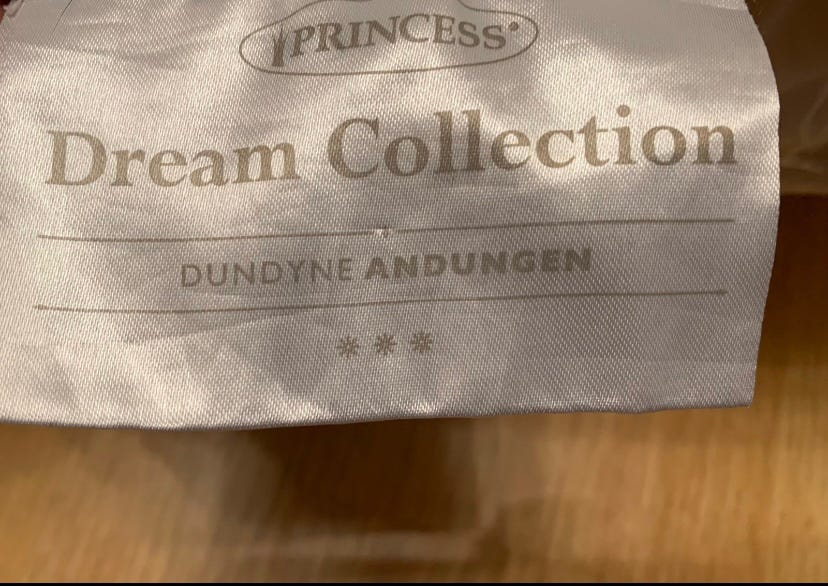 PRINCESS®
Dream Collection
DUNDYNE ANDUNGEN
***